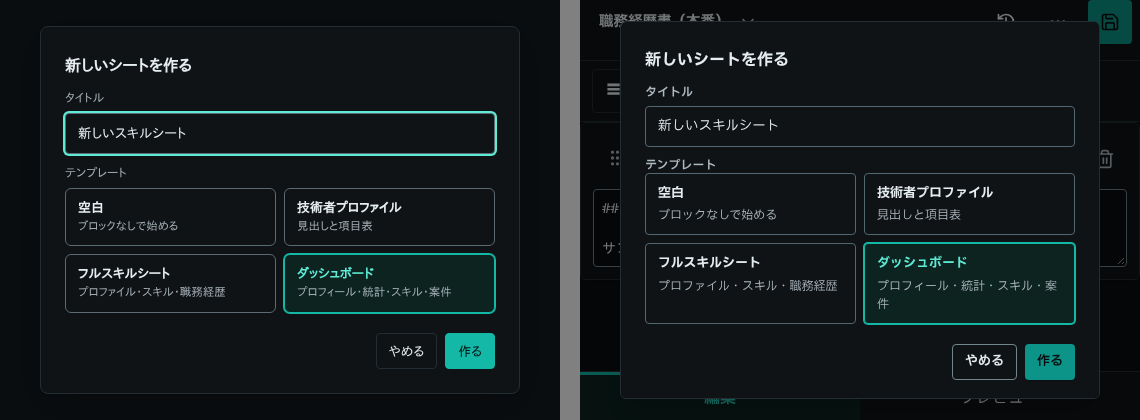 新しいシートを作る
タイトル
新しいスキルシート
テンプレート
空白
ブロックなしで始める
技術者プロファイル
見出しと項目表
フルスキルシート
プロファイル・スキル・職務経歴
ダッシュボード
プロフィール・統計・スキル・案件
やめる
作る
職務経歴書（本番）
新しいシートを作る
タイトル
新しいスキルシート
テンプレート
##
サン
空白
ブロックなしで始める
技術者プロファイル
見出しと項目表
フルスキルシート
プロファイル・スキル・職務経歴
ダッシュボード
プロフィール・統計・スキル・案
件
やめる
作る
編集
プレビュー